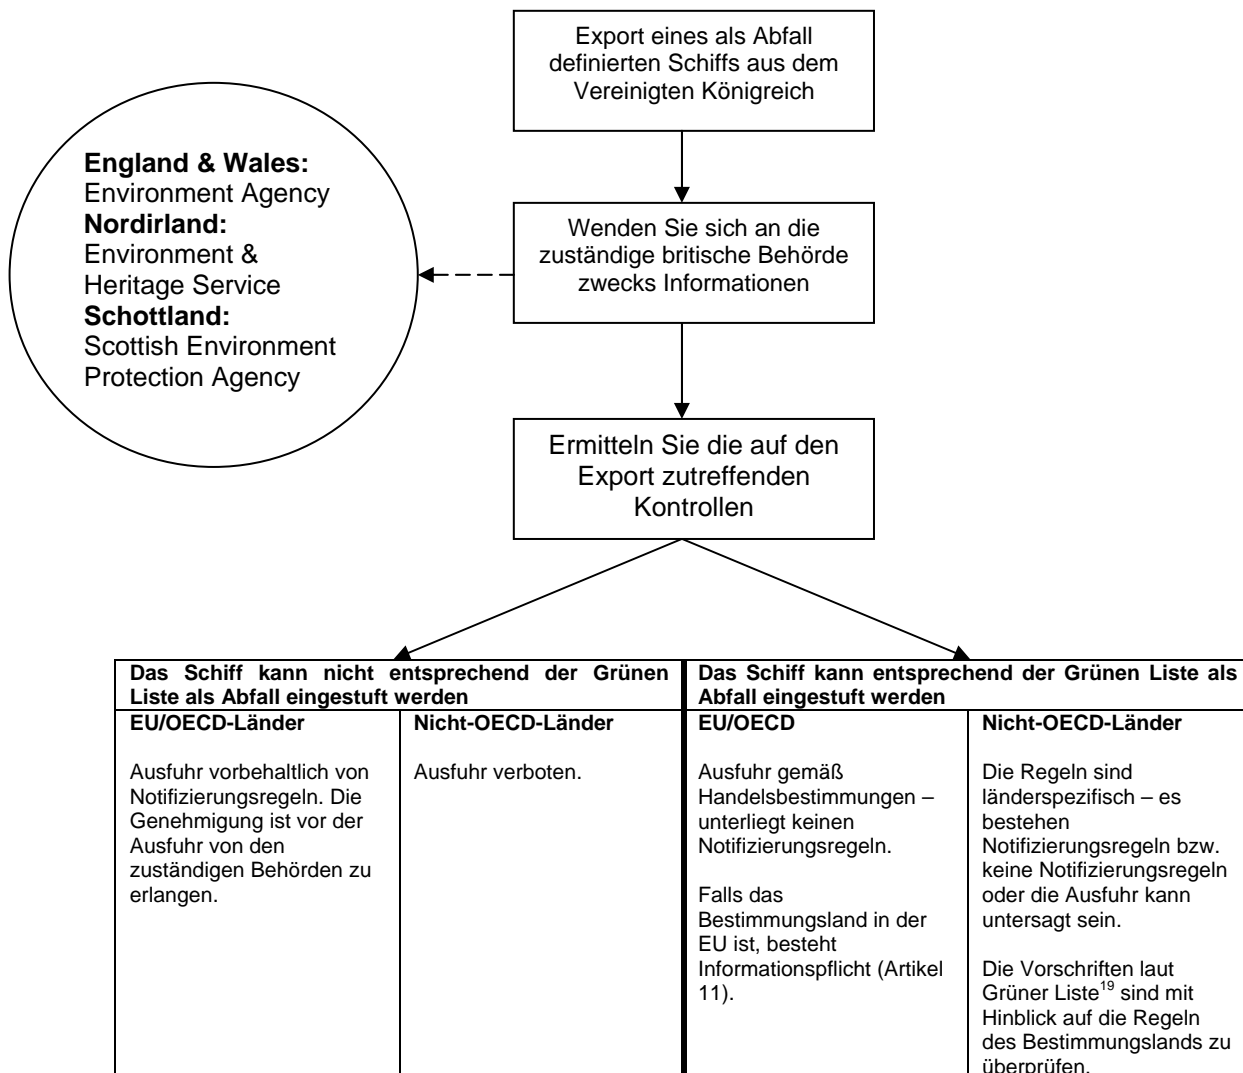 Export eines als Abfall
definierten Schiffs aus dem
Vereinigten Königreich
England & Wales:
Environment Agency
Nordirland:
Environment &
Heritage Service
Schottland:
Scottish Environment
Protection Agency
Wenden Sie sich an die
zuständige britische Behörde
zwecks Informationen
Ermitteln Sie die auf den
Export zutreffenden
Kontrollen
Das Schiff kann nicht entsprechend der Grünen
Liste als Abfall eingestuft werden
EU/OECD-Länder
Ausfuhr vorbehaltlich von
Notifizierungsregeln. Die
Genehmigung ist vor der
Ausfuhr von den
zuständigen Behörden zu
erlangen.
Nicht-OECD-Länder
Ausfuhr verboten.
Das Schiff kann entsprechend der Grünen Liste als
Abfall eingestuft werden
EU/OECD
Ausfuhr gemäß
Handelsbestimmungen –
unterliegt keinen
Notifizierungsregeln.
Falls das
Bestimmungsland in der
EU ist, besteht
Informationspflicht (Artikel
11).
Nicht-OECD-Länder
Die Regeln sind
länderspezifisch – es
bestehen
Notifizierungsregeln bzw.
keine Notifizierungsregeln
oder die Ausfuhr kann
untersagt sein.
Die Vorschriften laut
Grüner Liste19 sind mit
Hinblick auf die Regeln
des Bestimmungslands zu
überprüfen.